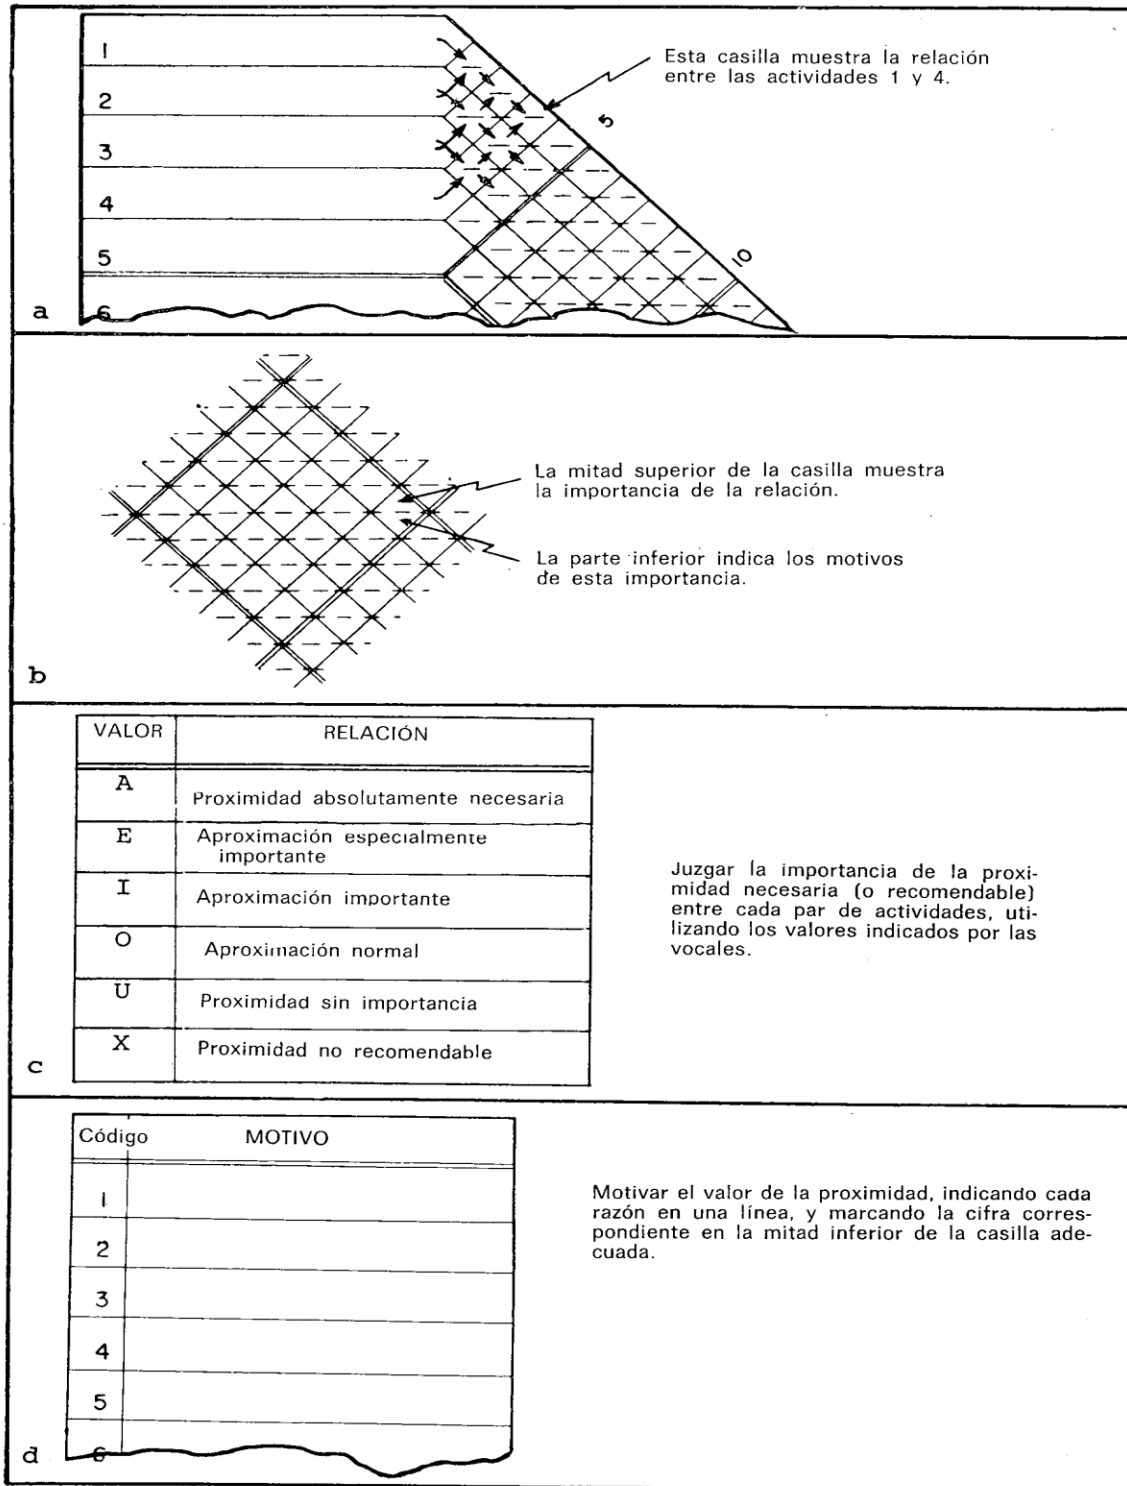 1
2
3
4
5
6
5
10
Esta casilla muestra la relación
entre las actividades 1 y 4.
a
La mitad superior de la casilla muestra
la importancia de la relación.
La parte inferior indica los motivos
de esta importancia.
b
VALOR RELACIÓN
A Proximidad absolutamente necesaria
E Aproximación especialmente
importante
I Aproximación importante
O Aproximación normal
U Proximidad sin importancia
X Proximidad no recomendable
Juzgar la importancia de la proxi-
midad necesaria (o recomendable)
entre cada par de actividades, uti-
lizando los valores indicados por las
vocales.
c
Código MOTIVO
1
2
3
4
5
6
Motivar el valor de la proximidad, indicando cada
razón en una línea, y marcando la cifra corres-
pondiente en la mitad inferior de la casilla ade-
cuada.
d